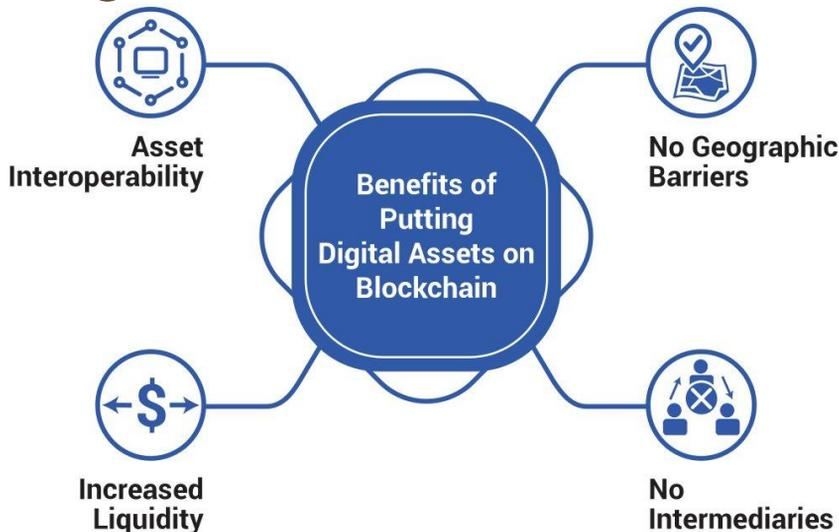 Asset
Interoperability
No Geographic
Barriers
Benefits of
Putting
Digital Assets on
Blockchain
$
Increased
Liquidity
No
Intermediaries